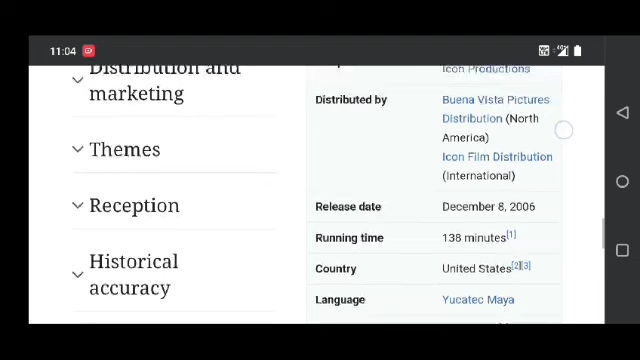 11:04
Distribution and
marketing
Themes
Reception
Historical
accuracy
Icon Productions
Distributed by
Buena Vista Pictures
Distribution (North
America)
Icon Film Distribution
(International)
Release date
December 8, 2006
Running time
138 minutes[1]
Country
United States[2][3]
Language
Yucatec Maya